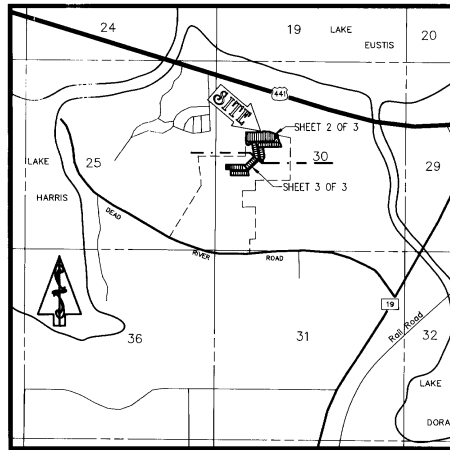 24
19
LAKE
EUSTIS
20
441
SITE
SHEET 2 OF 3
LAKE
HARRIS
25
30
29
SHEET 3 OF 3
DEAD
RIVER
ROAD
19
36
31
Rail Road
32
LAKE
DORA